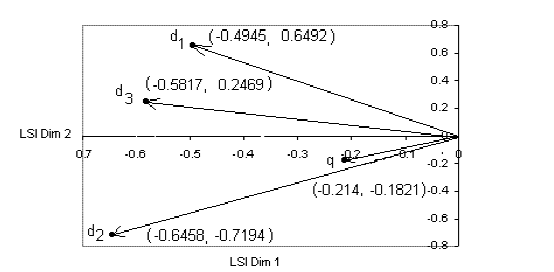 0.8
d1 (-0.4945, 0.6492)
0.6
0.4
(-0.5817, 0.2469)
d3
0.2
LSI Dim 2
0.7 -0.6 -0.5 -0.4 -0.3 -0.2 -0.1 0
q
-0.2
(-0.214, -0.1821)
-0.4
d2 (-0.6458, -0.7194)
-0.6
-0.8
LSI Dim 1